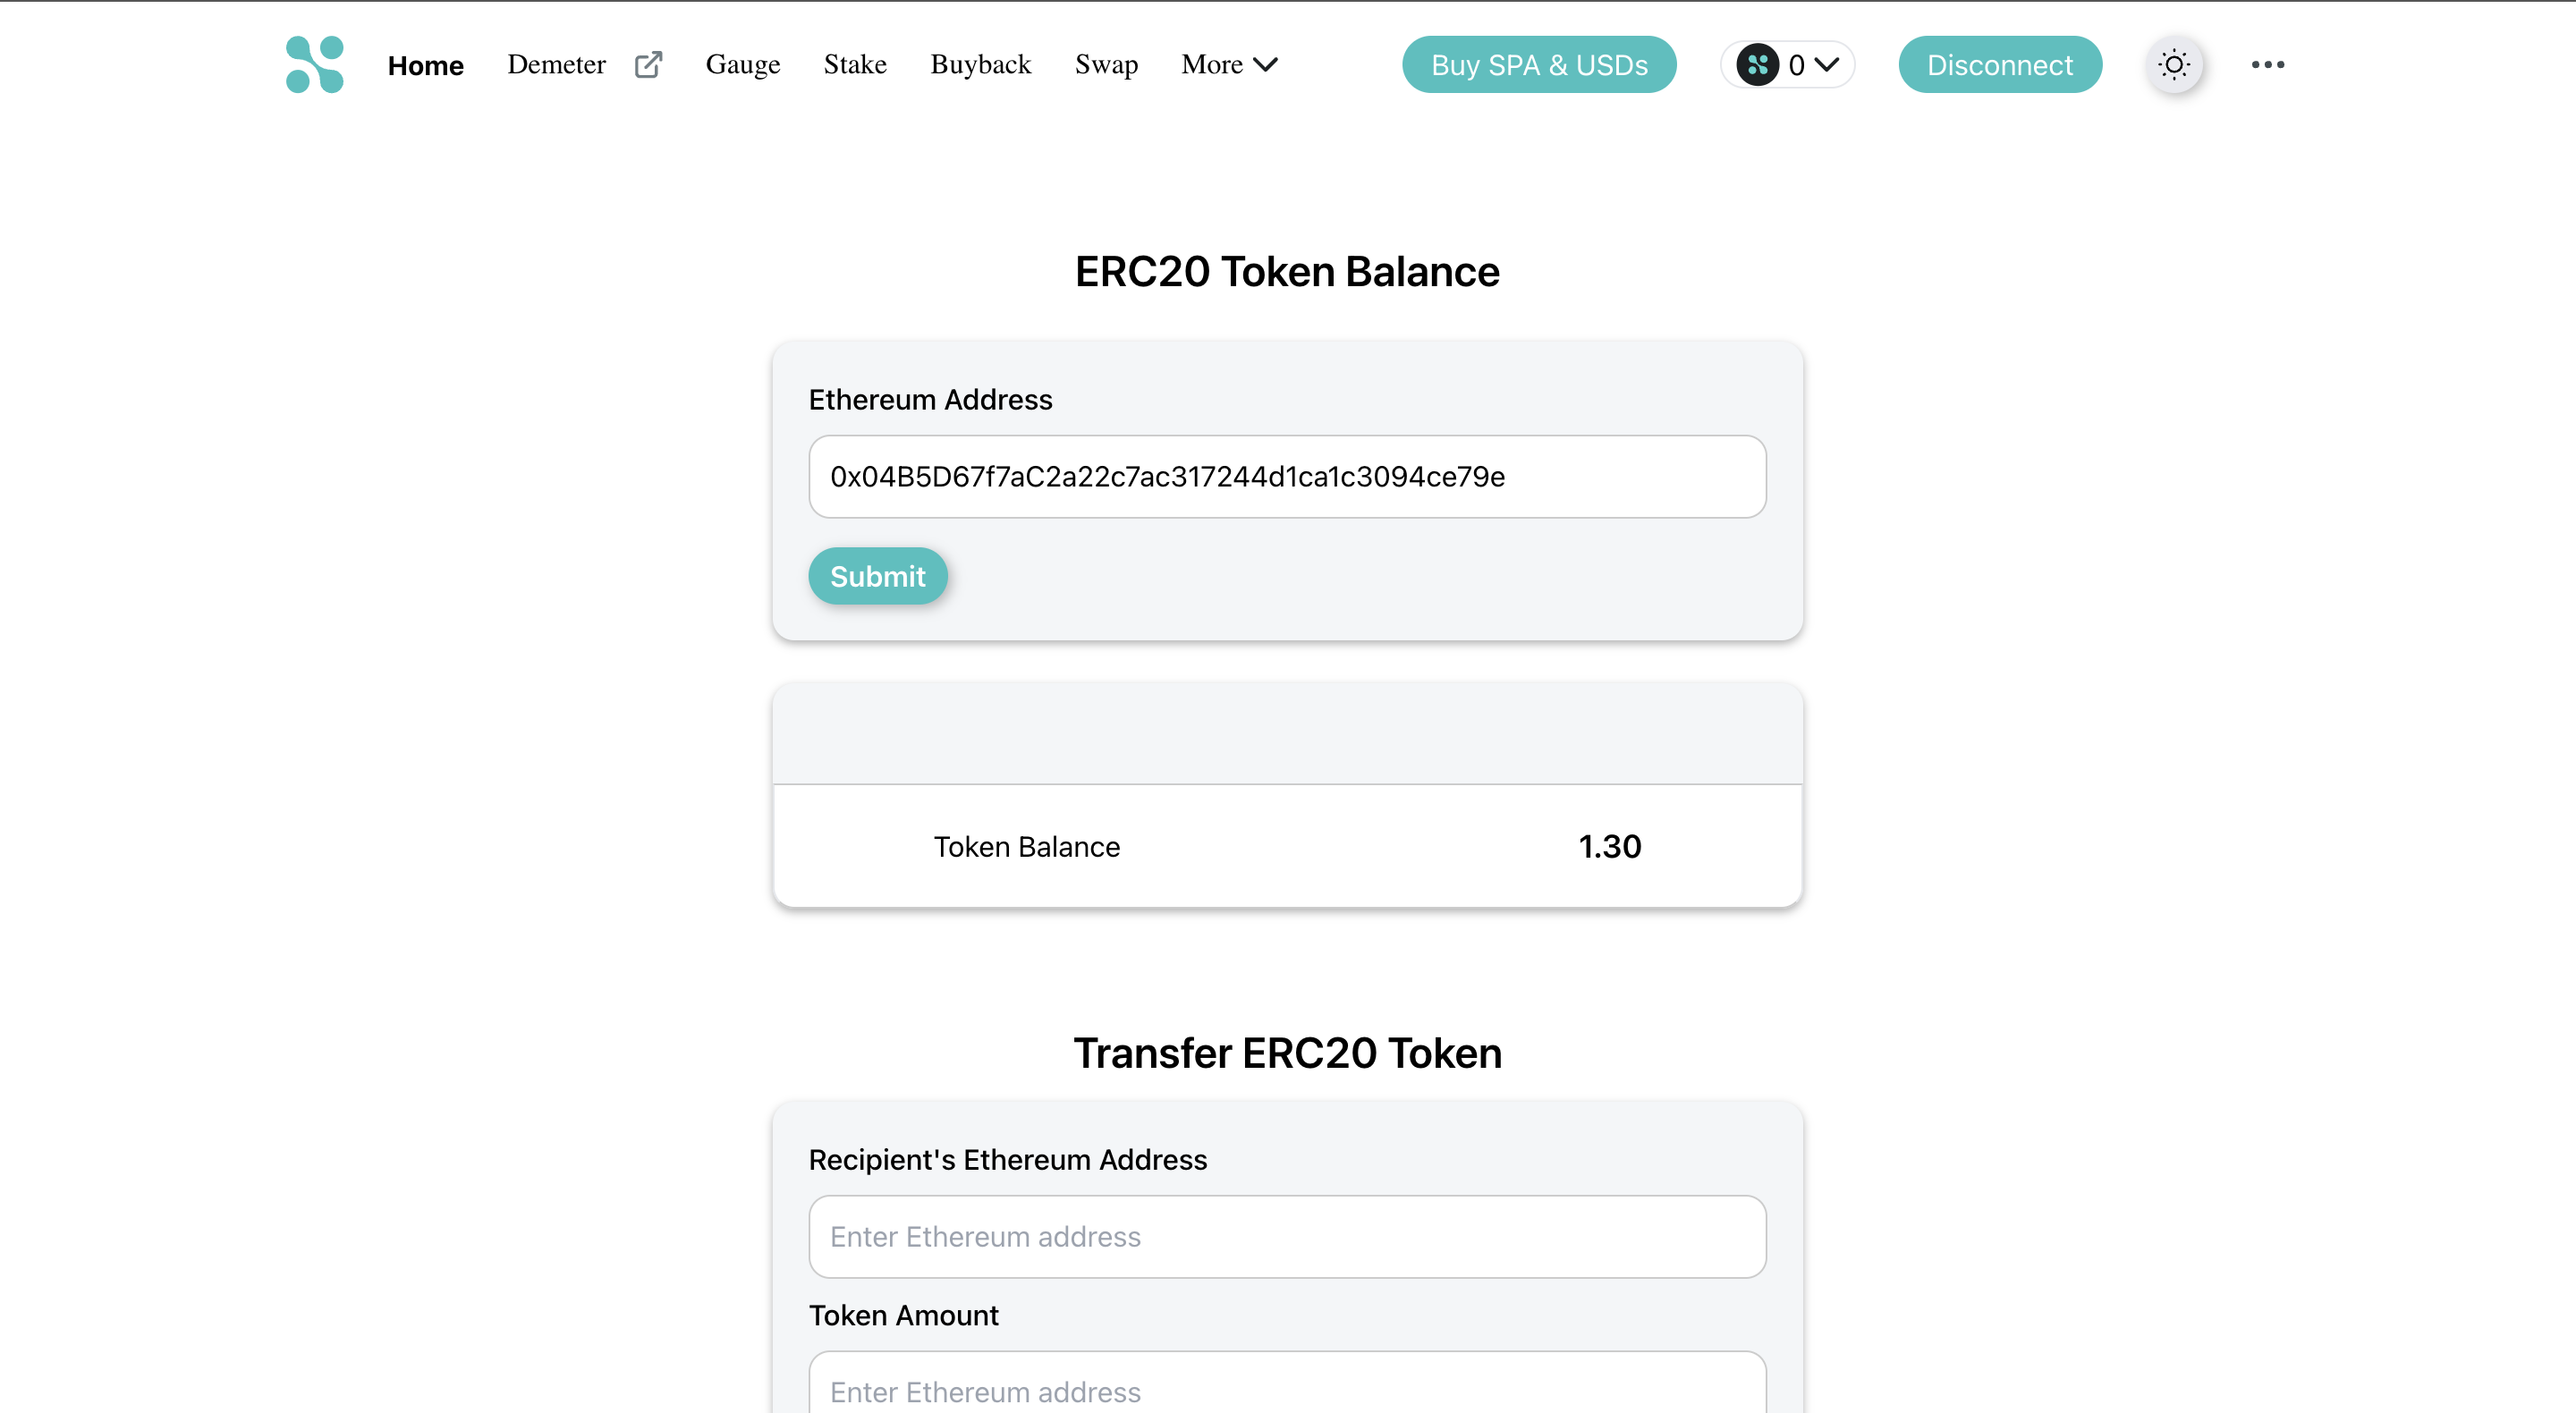 Home Demeter Gauge Stake Buyback Swap More Buy SPA & USDs 0 Disconnect
ERC20 Token Balance
Ethereum Address
0x04B5D67f7aC2a22c7ac317244d1ca1c3094ce79e
Submit
Token Balance 1.30
Transfer ERC20 Token
Recipient's Ethereum Address
Enter Ethereum address
Token Amount
Enter Ethereum address